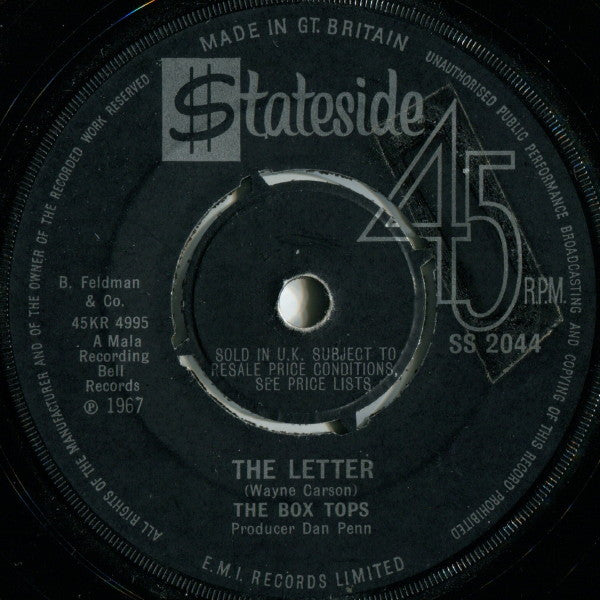 MADE IN GT. BRITAIN
UNAUTHORISED PUBLIC PERFORMANCE BROADCASTING AND COPYING OF THIS RECORD PROHIBITED
ALL RIGHTS OF THE MANUFACTURER AND OF THE OWNER OF THE RECORDED WORK RESERVED
$tateside
45
R.P.M.
SS 2044
B. Feldman
& Co.
45KR 4995
A Mala
Recording
Bell
Records
℗ 1967
SOLD IN U.K. SUBJECT TO
RESALE PRICE CONDITIONS,
SEE PRICE LISTS
THE LETTER
(Wayne Carson)
THE BOX TOPS
Producer Dan Penn
E.M.I. RECORDS LIMITED